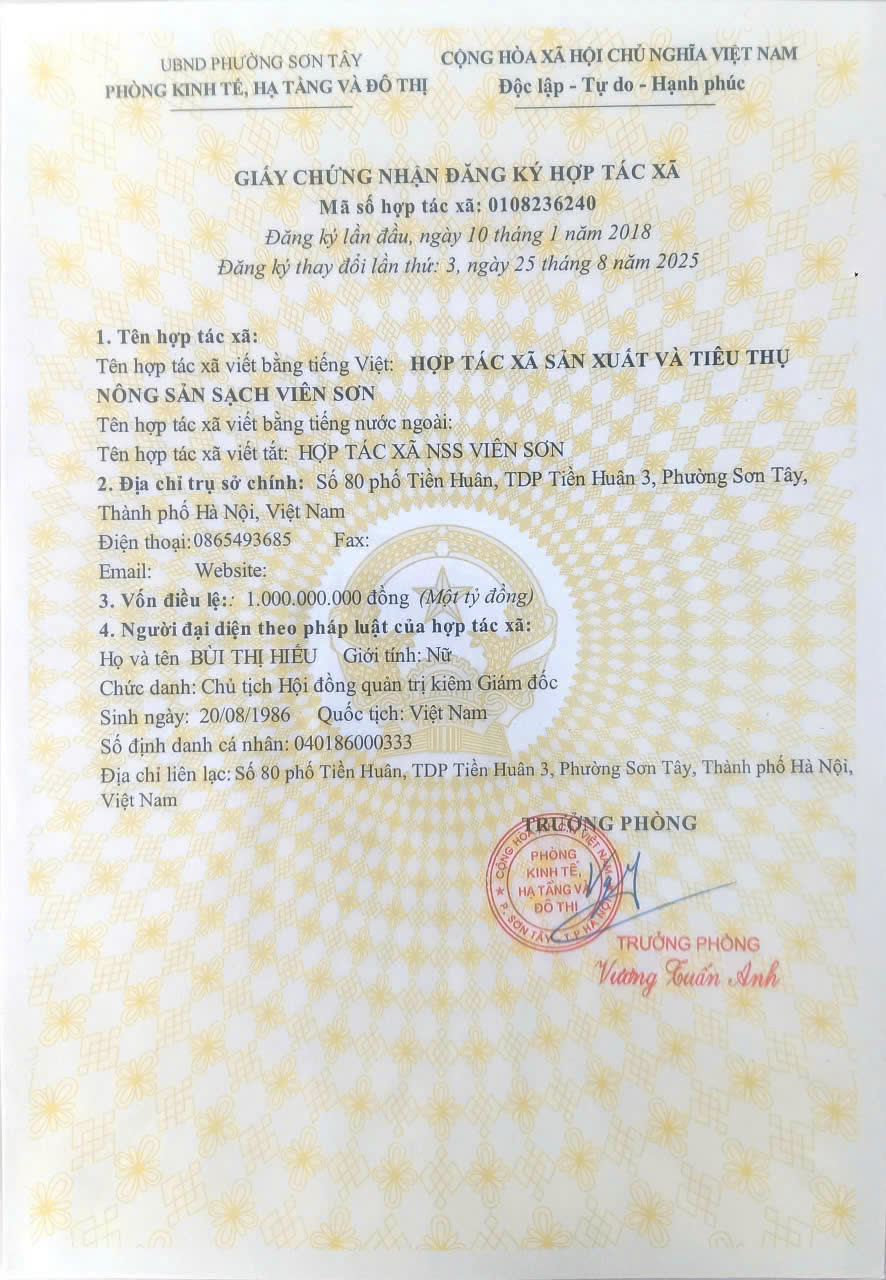 UBND PHƯỜNG SƠN TÂY
PHÒNG KINH TẾ, HẠ TẦNG VÀ ĐÔ THỊ
CỘNG HÒA XÃ HỘI CHỦ NGHĨA VIỆT NAM
Độc lập - Tự do - Hạnh phúc
GIẤY CHỨNG NHẬN ĐĂNG KÝ HỢP TÁC XÃ
Mã số hợp tác xã: 0108236240
Đăng ký lần đầu, ngày 10 tháng 1 năm 2018
Đăng ký thay đổi lần thứ: 3, ngày 25 tháng 8 năm 2025
1. Tên hợp tác xã:
Tên hợp tác xã viết bằng tiếng Việt: HỢP TÁC XÃ SẢN XUẤT VÀ TIÊU THỤ
NÔNG SẢN SẠCH VIÊN SƠN
Tên hợp tác xã viết bằng tiếng nước ngoài:
Tên hợp tác xã viết tắt: HỢP TÁC XÃ NSS VIÊN SƠN
2. Địa chỉ trụ sở chính: Số 80 phố Tiền Huân, TDP Tiền Huân 3, Phường Sơn Tây,
Thành phố Hà Nội, Việt Nam
Điện thoại:0865493685 Fax:
Email: Website:
3. Vốn điều lệ:: 1.000.000.000 đồng (Một tỷ đồng)
4. Người đại diện theo pháp luật của hợp tác xã:
Họ và tên BÙI THỊ HIẾU Giới tính: Nữ
Chức danh: Chủ tịch Hội đồng quản trị kiêm Giám đốc
Sinh ngày: 20/08/1986 Quốc tịch: Việt Nam
Số định danh cá nhân: 040186000333
Địa chỉ liên lạc: Số 80 phố Tiền Huân, TDP Tiền Huân 3, Phường Sơn Tây, Thành phố Hà Nội,
Việt Nam
TRƯỞNG PHÒNG
CỘNG HÒA VIỆT NAM
PHÒNG
KINH TẾ,
HẠ TẦNG VÀ
ĐÔ THỊ
P. SƠN TÂY - T.P HÀ NỘI
TRƯỞNG PHÒNG
Vương Tuấn Anh